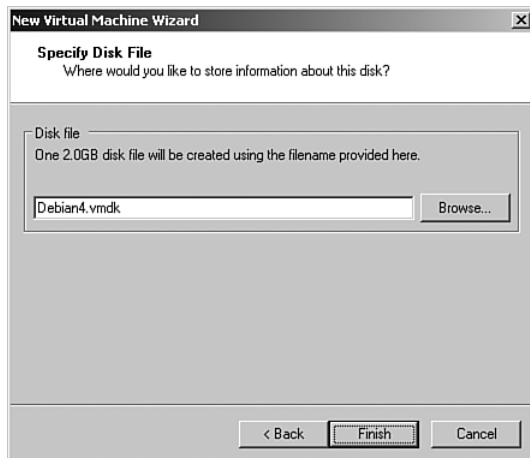 New Virtual Machine Wizard
Specify Disk File
Where would you like to store information about this disk?
Disk file
One 2.0GB disk file will be created using the filename provided here.
Debian4.vmdk
Browse...
< Back
Finish
Cancel